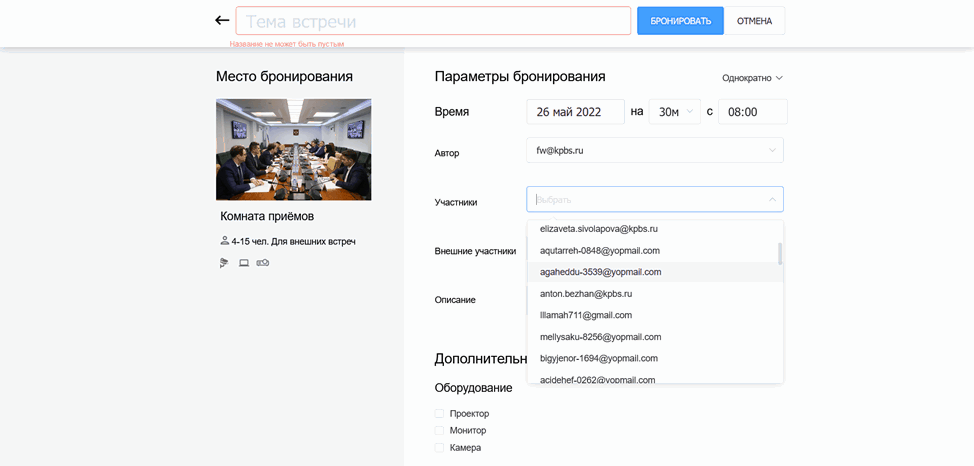 Тема встречи
БРОНИРОВАТЬ
ОТМЕНА
Название не может быть пустым
Место бронирования
Комната приёмов
4-15 чел. Для внешних встреч
Параметры бронирования
Однократно
Время
26 май 2022
на
30м
с
08:00
Автор
fw@kpbs.ru
Участники
Выбрать
elizaveta.sivolapova@kpbs.ru
aqutarreh-0848@yopmail.com
agaheddu-3539@yopmail.com
anton.bezhan@kpbs.ru
lllamah711@gmail.com
mellysaku-8256@yopmail.com
bigyjenor-1694@yopmail.com
acidehef-0262@yopmail.com
Внешние участники
Описание
Дополнительн
Оборудование
Проектор
Монитор
Камера